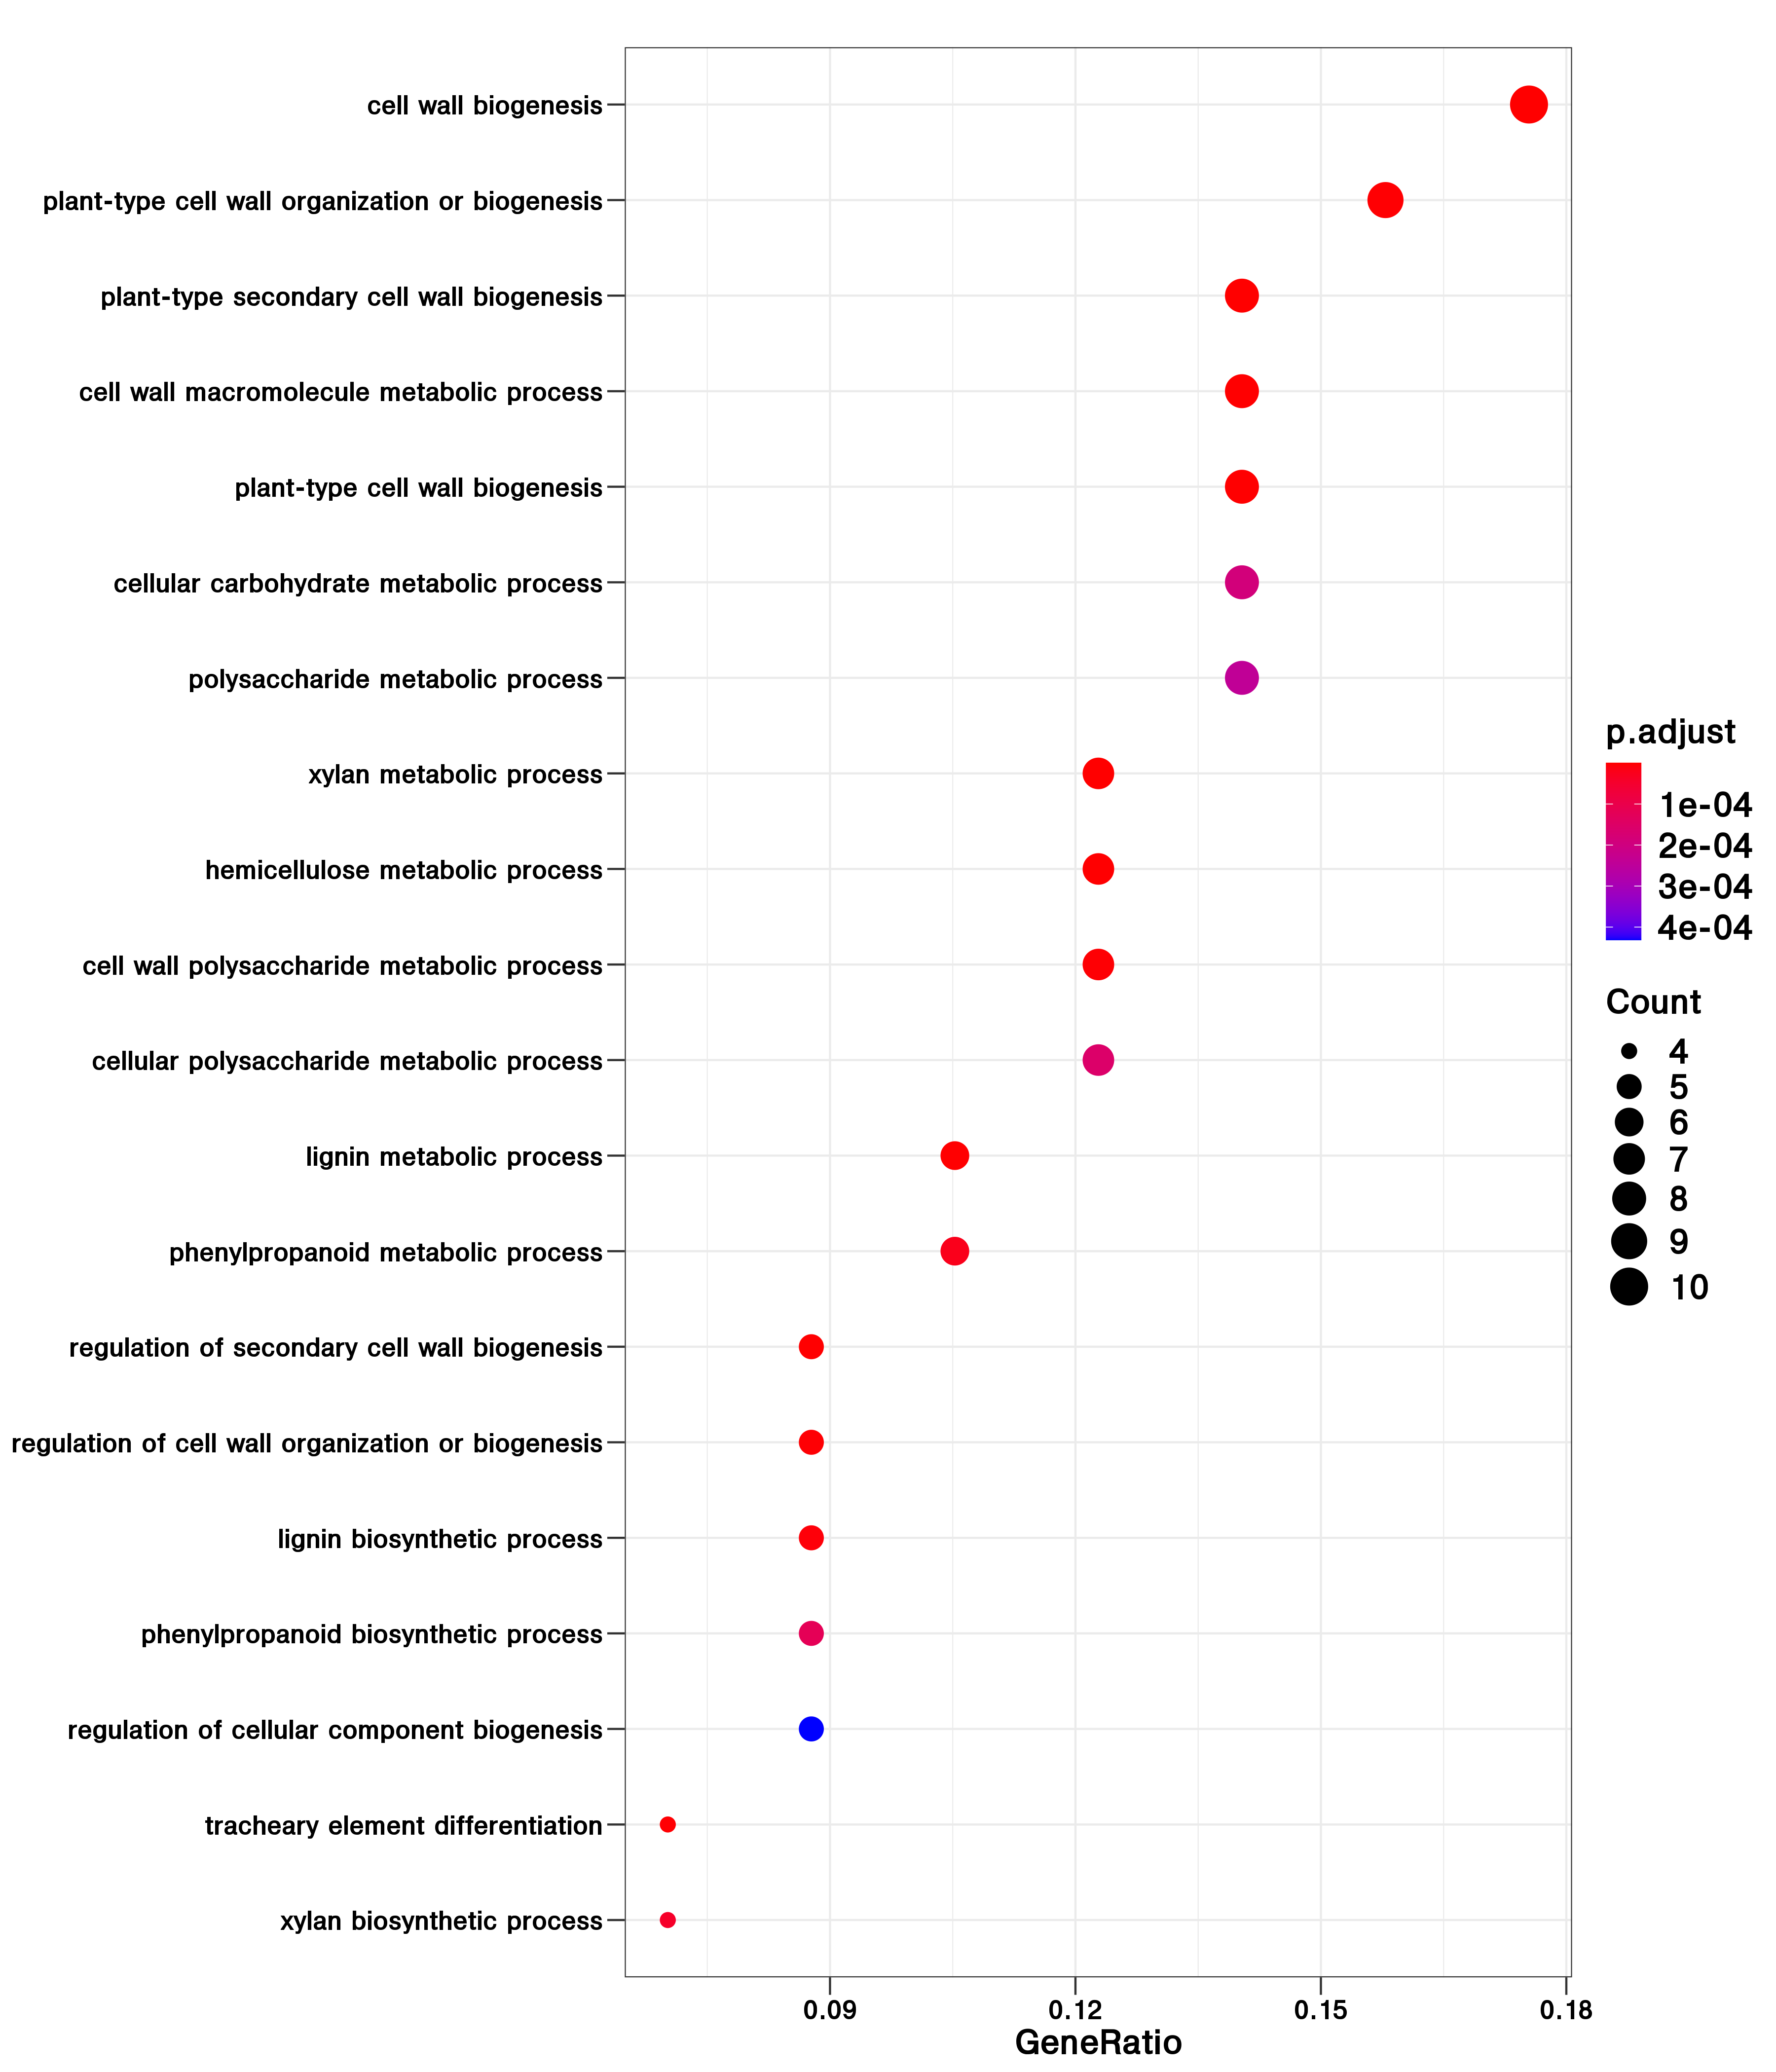 cell wall biogenesis
plant-type cell wall organization or biogenesis
plant-type secondary cell wall biogenesis
cell wall macromolecule metabolic process
plant-type cell wall biogenesis
cellular carbohydrate metabolic process
polysaccharide metabolic process
xylan metabolic process
hemicellulose metabolic process
cell wall polysaccharide metabolic process
cellular polysaccharide metabolic process
lignin metabolic process
phenylpropanoid metabolic process
regulation of secondary cell wall biogenesis
regulation of cell wall organization or biogenesis
lignin biosynthetic process
phenylpropanoid biosynthetic process
regulation of cellular component biogenesis
tracheary element differentiation
xylan biosynthetic process
0.09 0.12 0.15 0.18
GeneRatio
p.adjust
1e-04
2e-04
3e-04
4e-04
Count
4
5
6
7
8
9
10